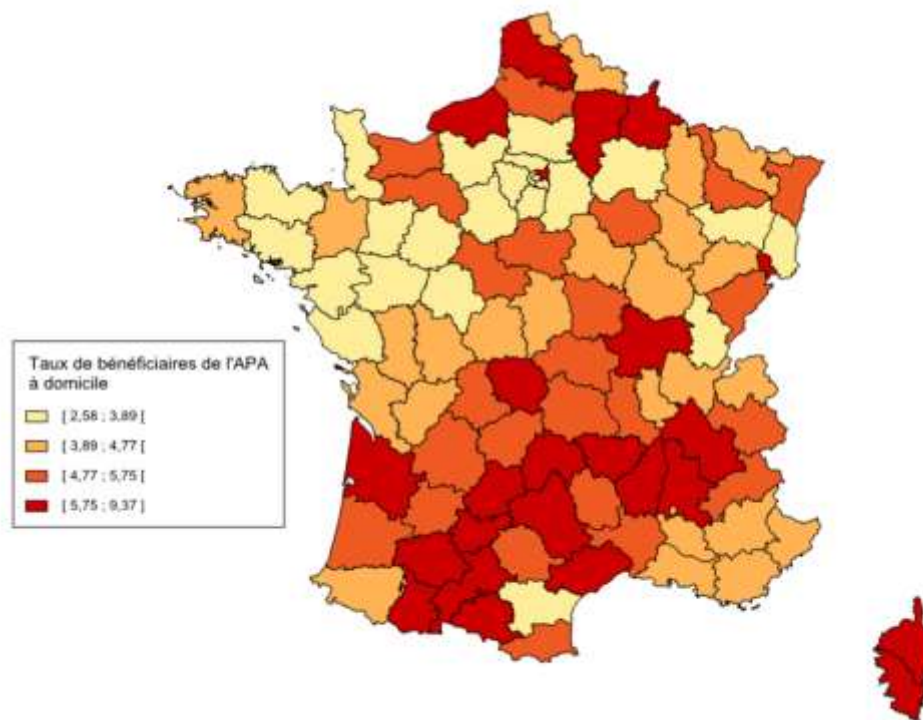 Taux de bénéficiaires de l'APA
à domicile
[ 2,58 ; 3,89 [
[ 3,89 ; 4,77 [
[ 4,77 ; 5,75 [
[ 5,75 ; 9,37 [